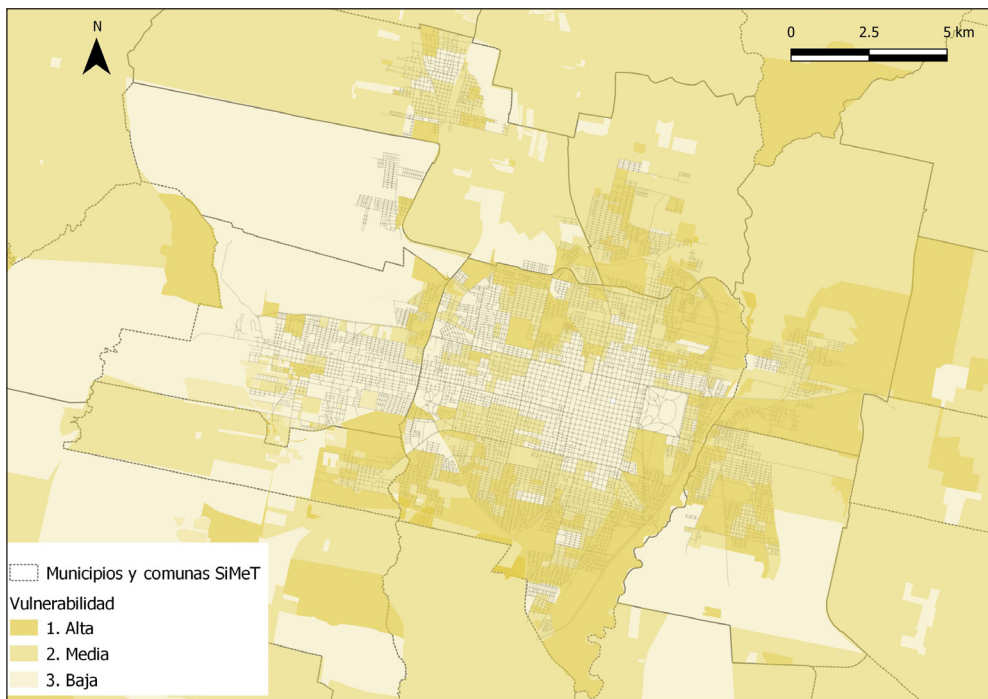 N
0 2.5 5 km
Municipios y comunas SiMeT
Vulnerabilidad
1. Alta
2. Media
3. Baja